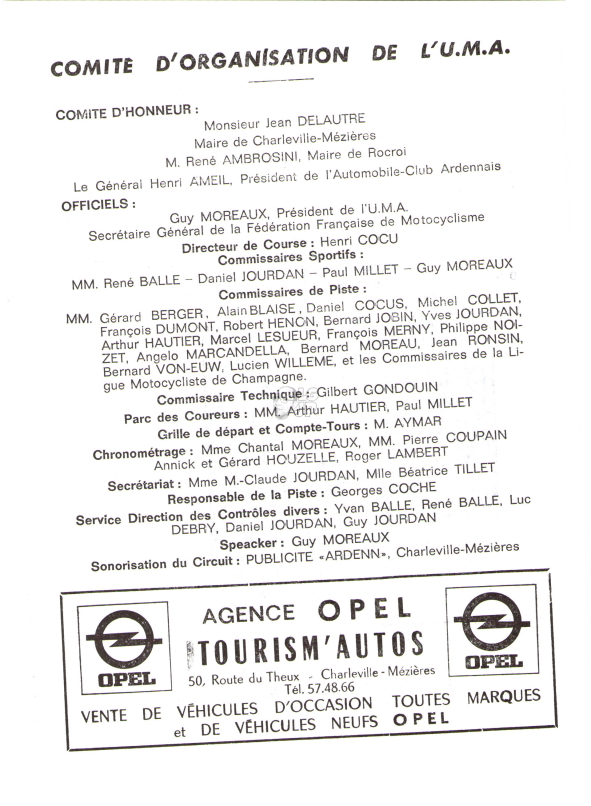 COMITE D'ORGANISATION DE L'U.M.A.
COMITE D'HONNEUR :
Monsieur Jean DELAUTRE
Maire de Charleville-Mézières
M. René AMBROSINI, Maire de Rocroi
Le Général Henri AMEIL, Président de l'Automobile-Club Ardennais
OFFICIELS :
Guy MOREAUX, Président de l'U.M.A.
Secrétaire Général de la Fédération Française de Motocyclisme
Directeur de Course : Henri COCU
Commissaires Sportifs :
MM. René BALLE – Daniel JOURDAN – Paul MILLET – Guy MOREAUX
Commissaires de Piste :
MM. Gérard BERGER, Alain BLAISE, Daniel COCUS, Michel COLLET,
François DUMONT, Robert HENON, Bernard JOBIN, Yves JOURDAN,
Arthur HAUTIER, Marcel LESUEUR, François MERNY, Philippe NOI-
ZET, Angelo MARCANDELLA, Bernard MOREAU, Jean RONSIN,
Bernard VON-EUW, Lucien WILLEME, et les Commissaires de la Li-
gue Motocycliste de Champagne.
Commissaire Technique : Gilbert GONDOUIN
Parc des Coureurs : MM. Arthur HAUTIER, Paul MILLET
Grille de départ et Compte-Tours : M. AYMAR
Chronométrage : Mme Chantal MOREAUX, MM. Pierre COUPAIN
Annick et Gérard HOUZELLE, Roger LAMBERT
Secrétariat : Mme M.-Claude JOURDAN, Mlle Béatrice TILLET
Responsable de la Piste : Georges COCHE
Service Direction des Contrôles divers : Yvan BALLE, René BALLE, Luc
DEBRY, Daniel JOURDAN, Guy JOURDAN
Speacker : Guy MOREAUX
Sonorisation du Circuit : PUBLICITE «ARDENN», Charleville-Mézières
AGENCE OPEL
TOURISM'AUTOS
50, Route du Theux - Charleville-Mézières
Tél. 57.48.66
OPEL
OPEL
VENTE DE VÉHICULES D'OCCASION TOUTES MARQUES
et DE VÉHICULES NEUFS OPEL